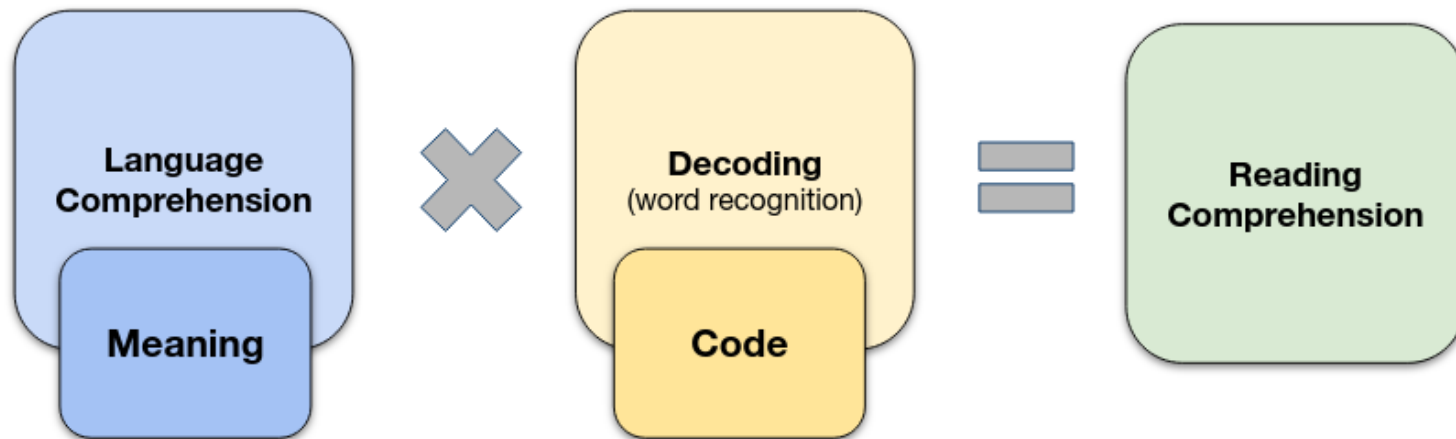 Language
Comprehension
Meaning
Decoding
(word recognition)
Code
Reading
Comprehension